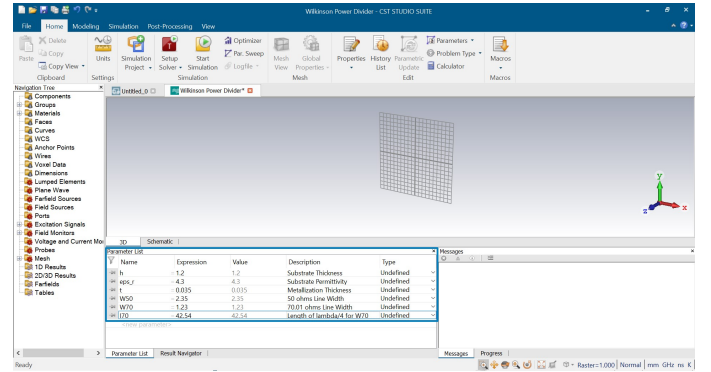 Wilkinson Power Divider - CST STUDIO SUITE
File Home Modeling Simulation Post-Processing View
Paste
Delete
Copy
Copy View
Clipboard
Units
Settings
Simulation Project
Setup Solver
Start Simulation
Optimizer
Par. Sweep
Logfile
Simulation
Mesh View
Global Properties
Mesh
Properties
History List
Parametric Update
Parameters
Problem Type
Calculator
Edit
Macros
Macros
Navigation Tree
Untitled_0
Wilkinson Power Divider*
Components
Groups
Materials
Faces
Curves
WCS
Anchor Points
Wires
Voxel Data
Dimensions
Lumped Elements
Plane Wave
Farfield Sources
Field Sources
Ports
Excitation Signals
Field Monitors
Voltage and Current Mo
Probes
Mesh
1D Results
2D/3D Results
Farfields
Tables
y
z
x
3D Schematic
Parameter List
Name Expression Value Description Type
h = 1.2 1.2 Substrate Thickness Undefined
eps_r = 4.3 4.3 Substrate Permittivity Undefined
t = 0.035 0.035 Metallization Thickness Undefined
W50 = 2.35 2.35 50 ohms Line Width Undefined
W70 = 1.23 1.23 70.01 ohms Line Width Undefined
l70 = 42.54 42.54 Length of lambda/4 for W70 Undefined
<new parameter>
Messages
Parameter List Result Navigator
Messages Progress
Ready
Raster=1.000 Normal mm GHz ns K